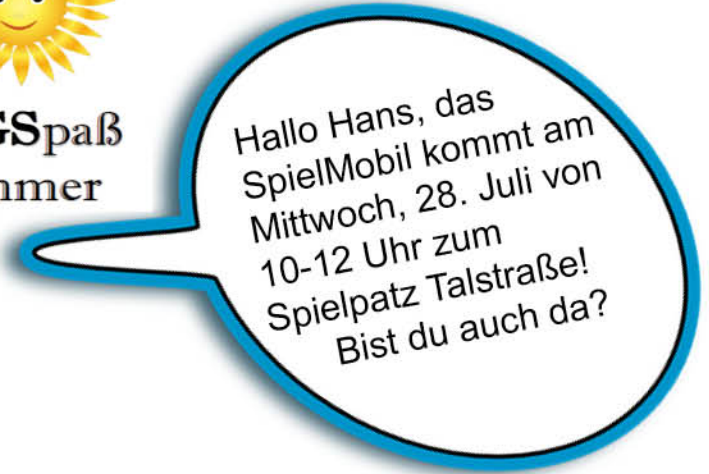 GSpaß
mmer
Hallo Hans, das
SpielMobil kommt am
Mittwoch, 28. Juli von
10-12 Uhr zum
Spielpatz Talstraße!
Bist du auch da?